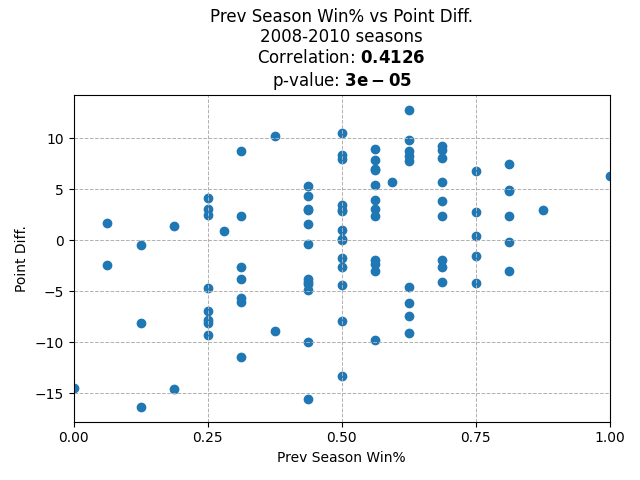 Prev Season Win% vs Point Diff.
2008-2010 seasons
Correlation: 0.4126
p-value: 3e − 05
Point Diff.
10
5
0
−5
−10
−15
0.00 0.25 0.50 0.75 1.00
Prev Season Win%